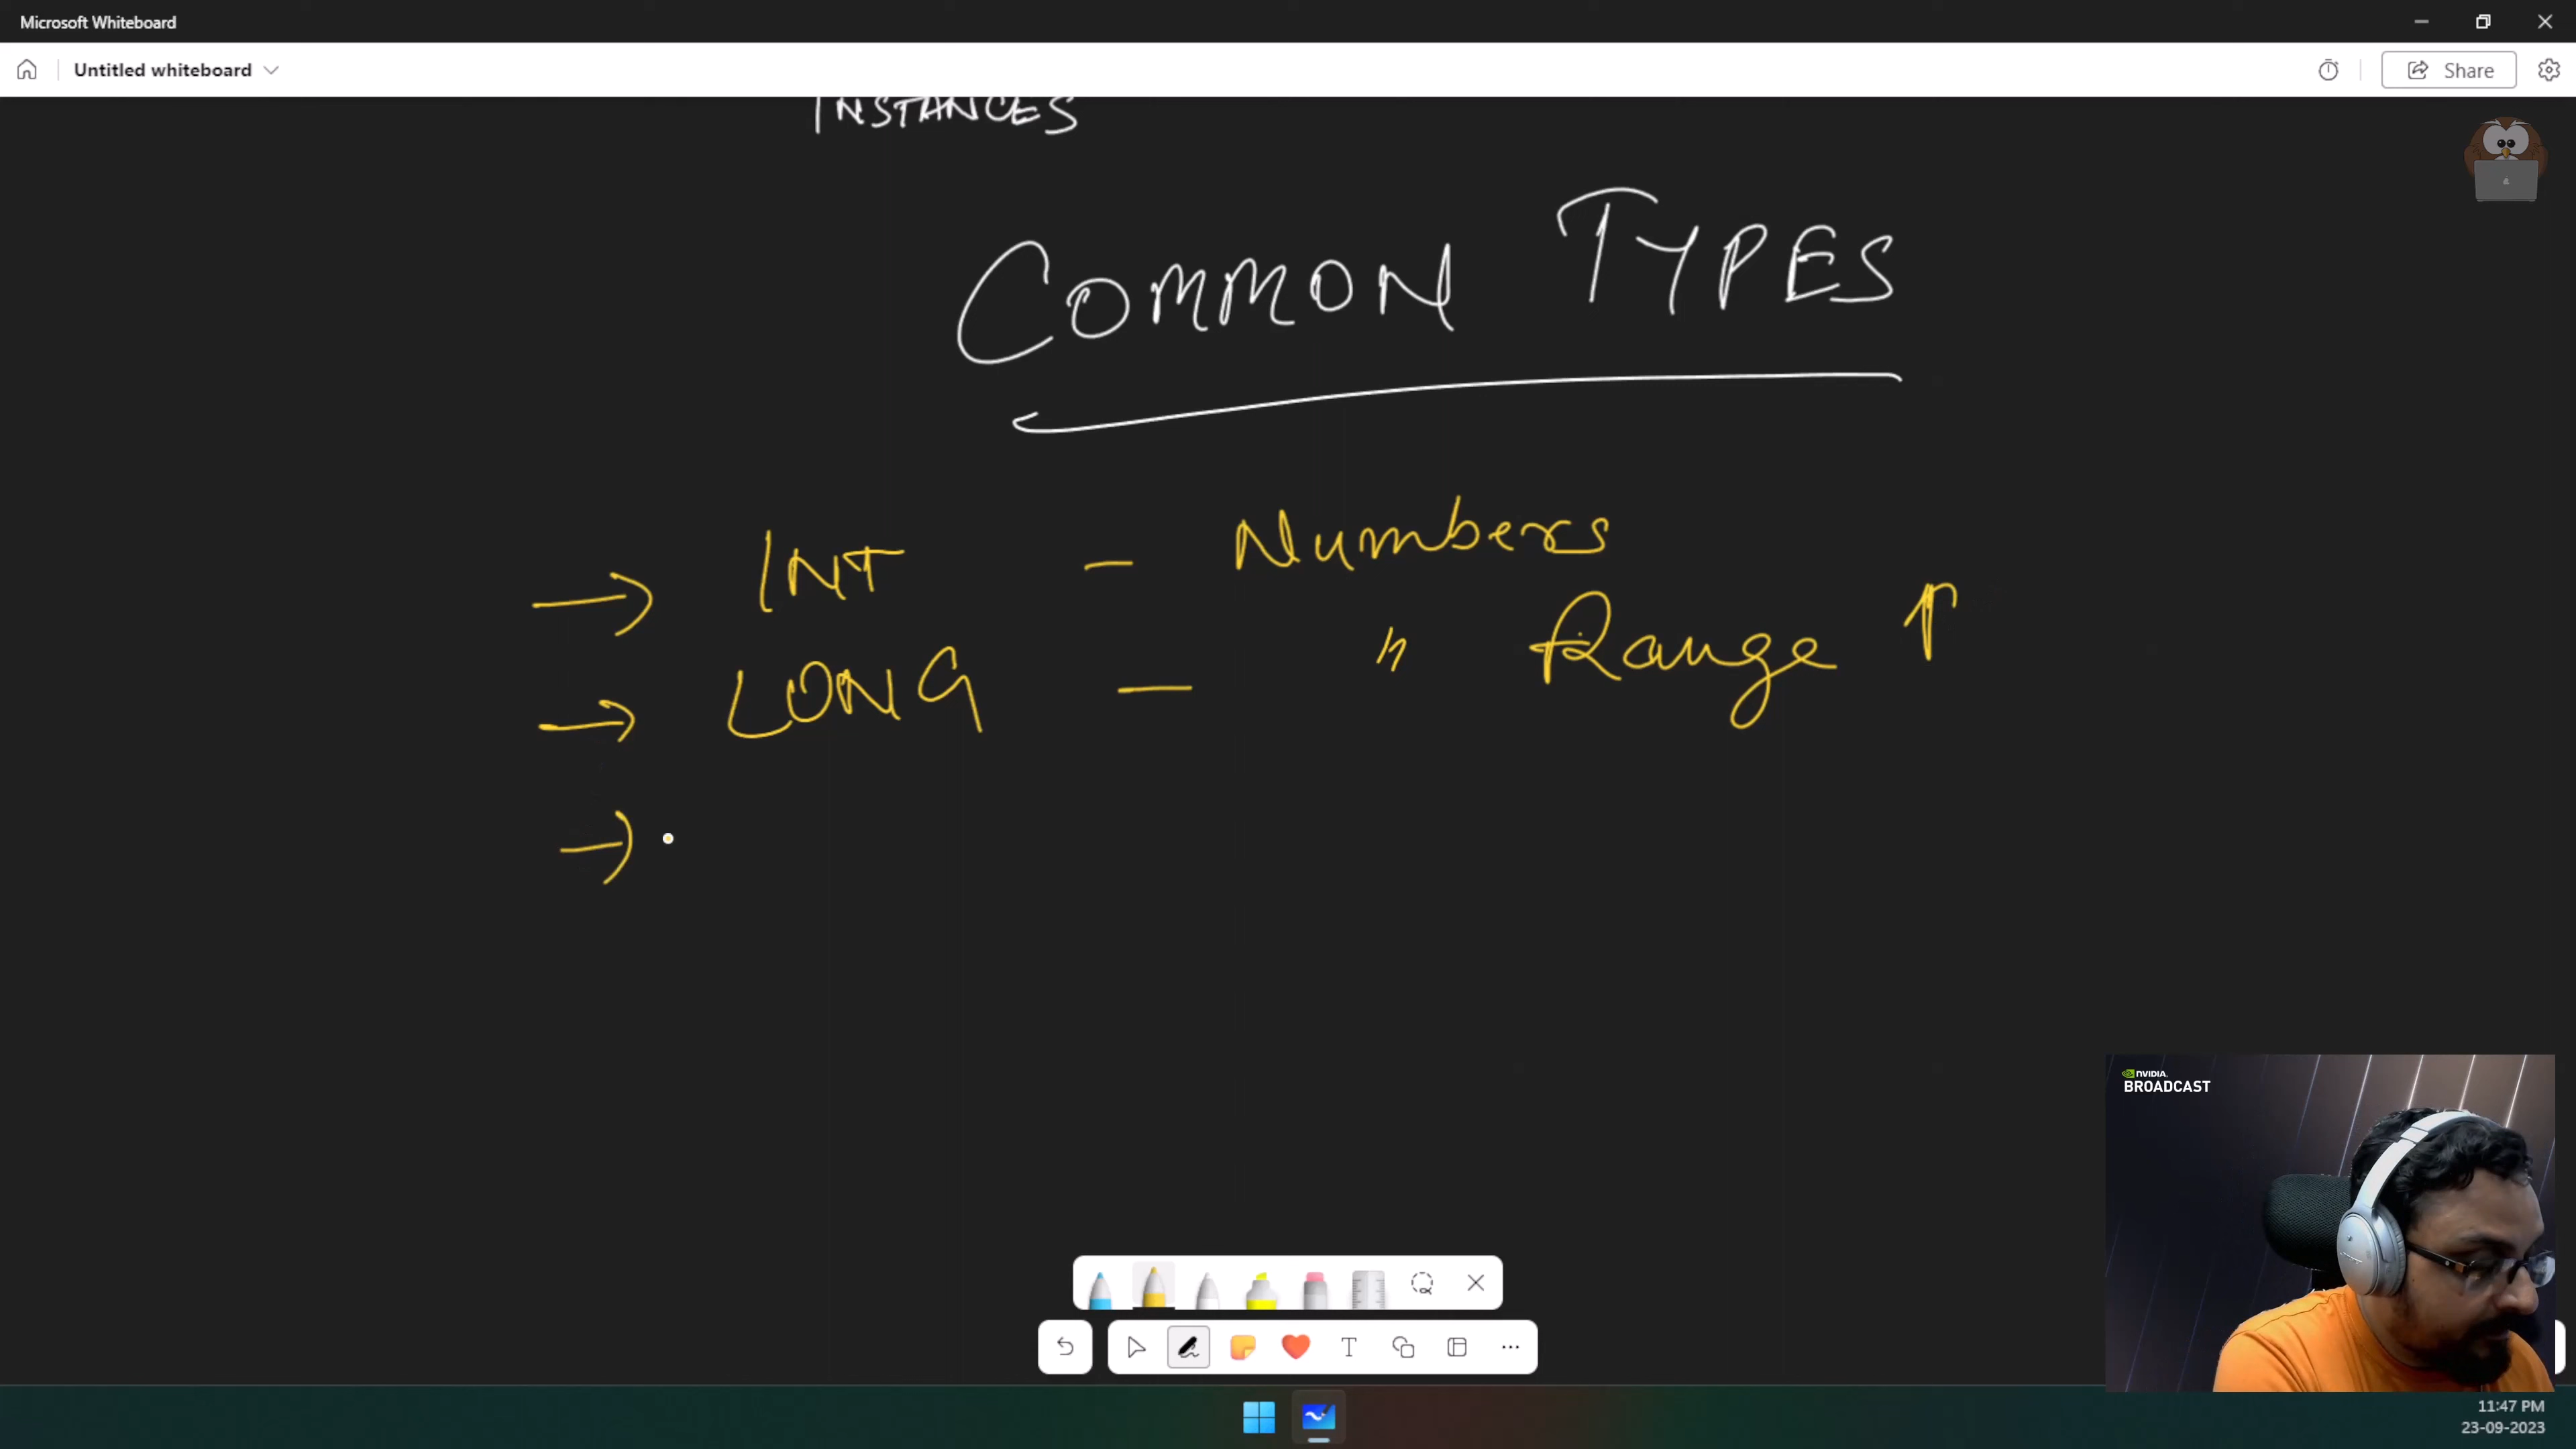 Microsoft Whiteboard
Untitled whiteboard
Share
INSTANCES
COMMON TYPES
→ INT – Numbers
→ LONG – " Range ↑
→
NVIDIA.
BROADCAST
T
11:47 PM
23-09-2023